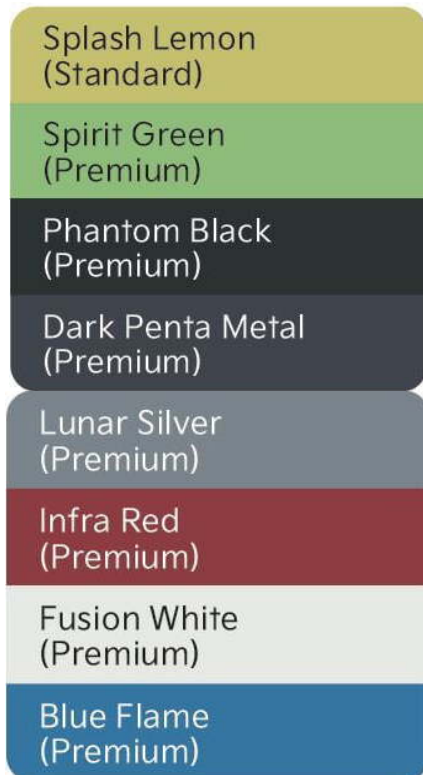 Splash Lemon
(Standard)
Spirit Green
(Premium)
Phantom Black
(Premium)
Dark Penta Metal
(Premium)
Lunar Silver
(Premium)
Infra Red
(Premium)
Fusion White
(Premium)
Blue Flame
(Premium)